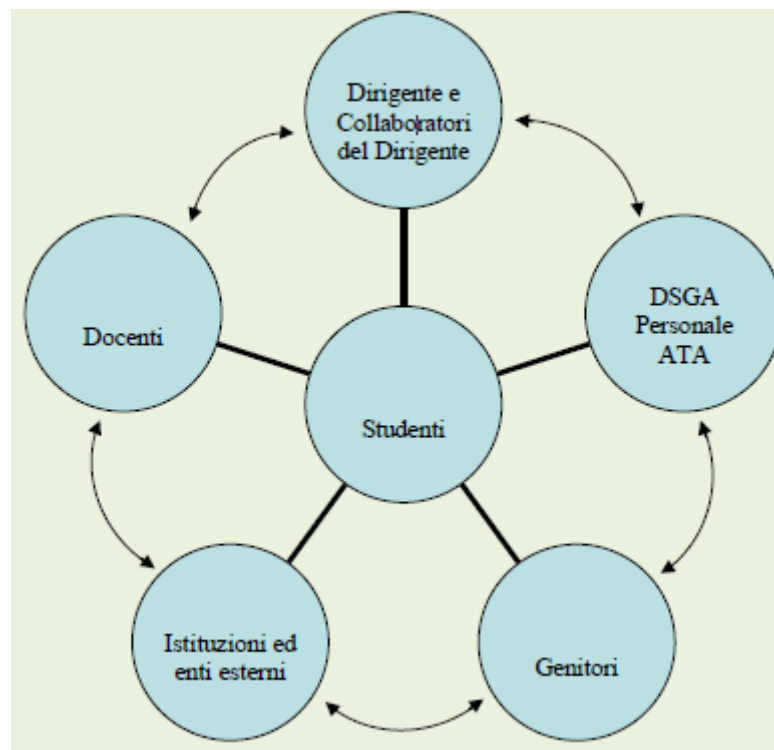 Dirigente e
Collaboratori
del Dirigente
DSGA
Personale
ATA
Docenti
Studenti
Istituzioni ed
enti esterni
Genitori